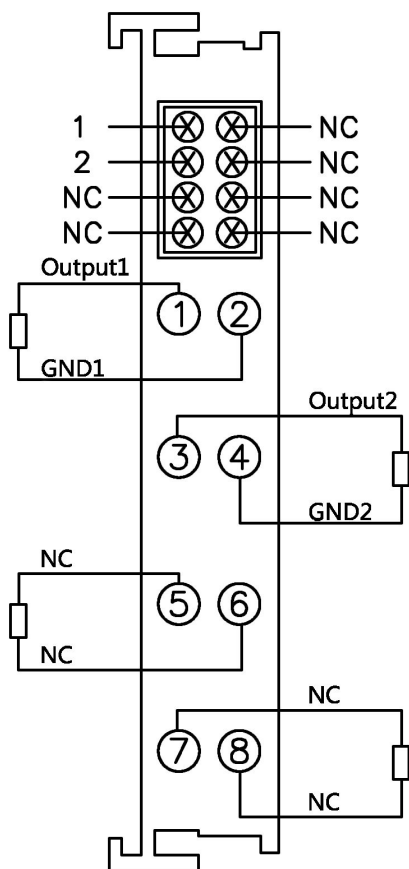 1 NC
2 NC
NC NC
NC NC
Output1
① ②
GND1
Output2
③ ④
GND2
NC
⑤ ⑥
NC
NC
⑦ ⑧
NC